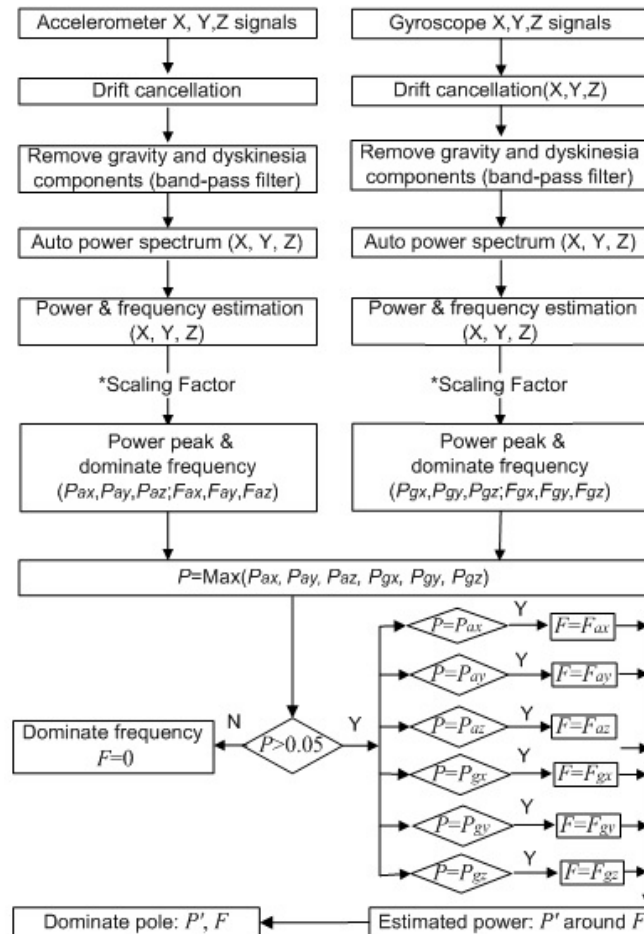 Accelerometer X, Y,Z signals
Drift cancellation
Remove gravity and dyskinesia
components (band-pass filter)
Auto power spectrum (X, Y, Z)
Power & frequency estimation
(X, Y, Z)
*Scaling Factor
Power peak &
dominate frequency
(Pax,Pay,Paz;Fax,Fay,Faz)
Gyroscope X,Y,Z signals
Drift cancellation(X,Y,Z)
Remove gravity and dyskinesia
components (band-pass filter)
Auto power spectrum (X, Y, Z)
Power & frequency estimation
(X, Y, Z)
*Scaling Factor
Power peak &
dominate frequency
(Pgx,Pgy,Pgz;Fgx,Fgy,Fgz)
P=Max(Pax, Pay, Paz, Pgx, Pgy, Pgz)
P>0.05
N
Dominate frequency
F=0
Y
P=Pax
Y
F=Fax
P=Pay
Y
F=Fay
P=Paz
Y
F=Faz
P=Pgx
Y
F=Fgx
P=Pgy
Y
F=Fgy
P=Pgz
Y
F=Fgz
Estimated power: P' around F
Dominate pole: P', F